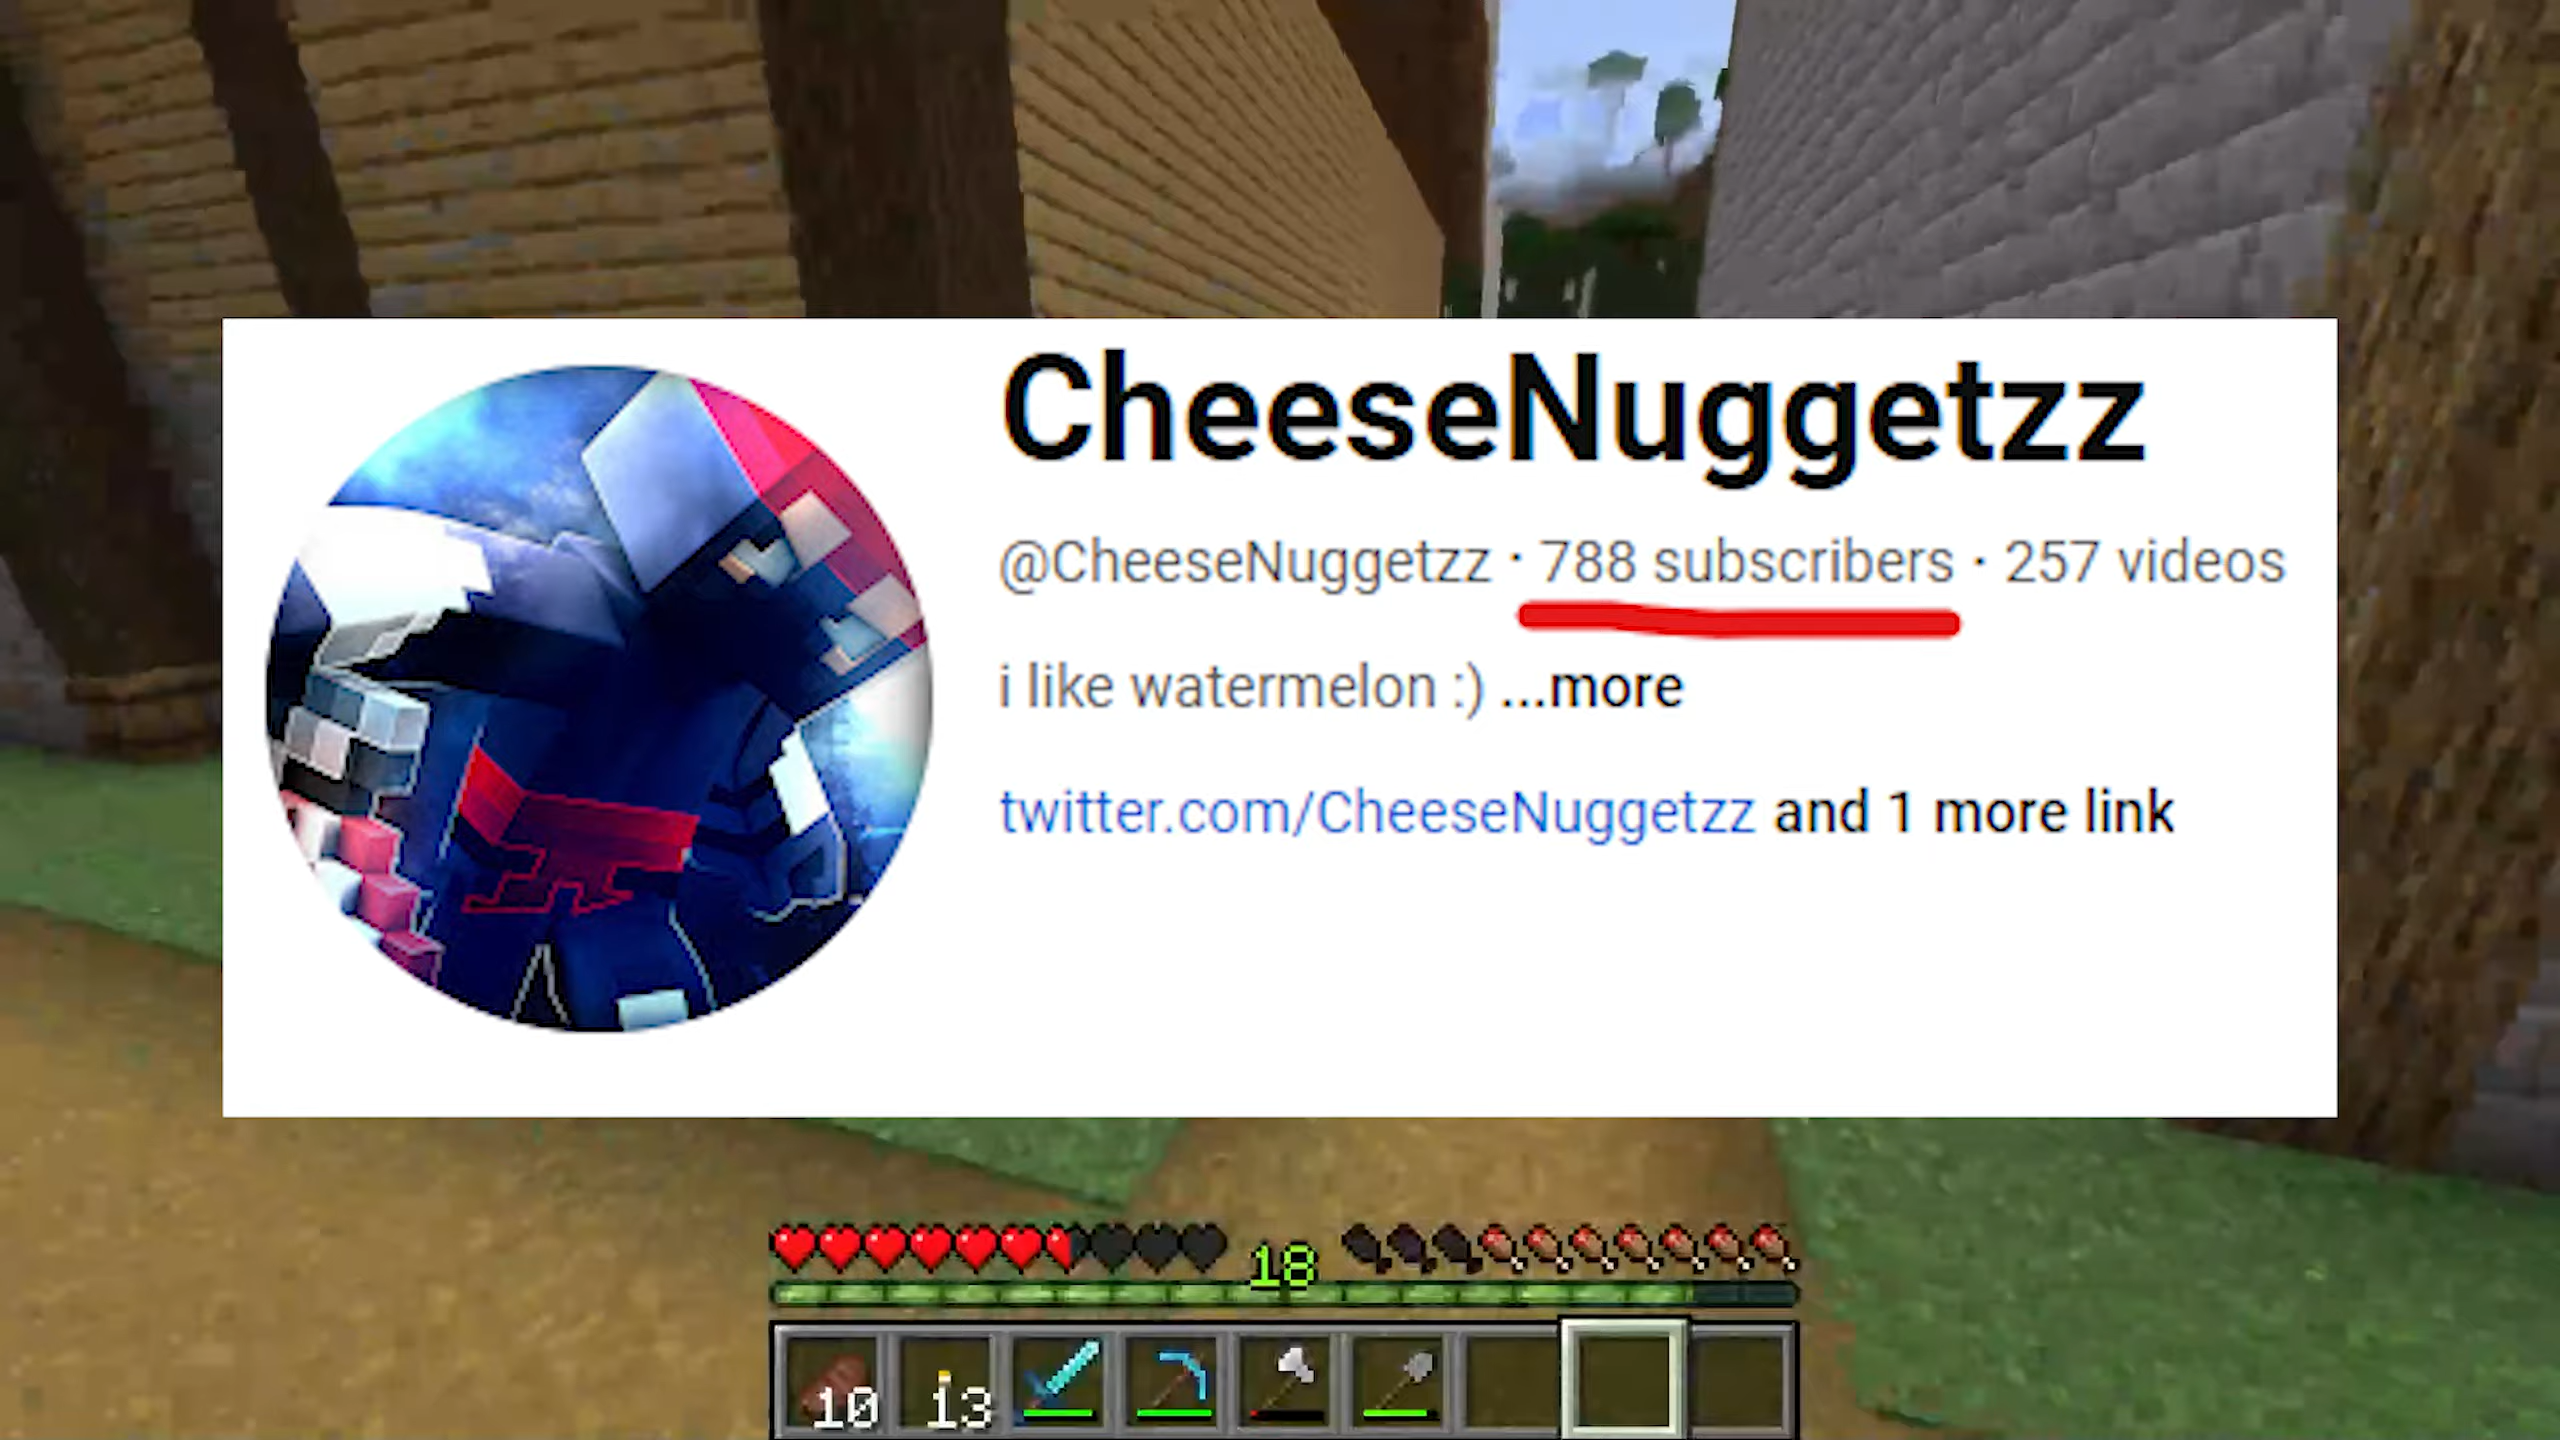 CheeseNuggetzz
@CheeseNuggetzz · 788 subscribers · 257 videos
i like watermelon :) ...more
twitter.com/CheeseNuggetzz and 1 more link
18
10 13